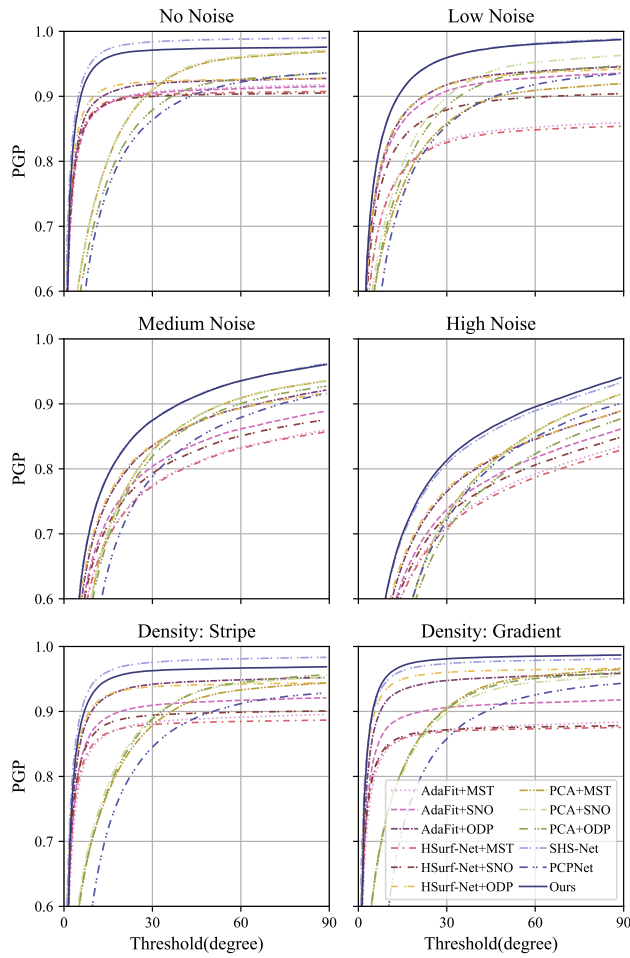 No Noise
Low Noise
1.0
0.9
0.8
0.7
0.6
PGP
0
30
60
90
Medium Noise
High Noise
1.0
0.9
0.8
0.7
0.6
PGP
Density: Stripe
Density: Gradient
1.0
0.9
0.8
0.7
0.6
PGP
AdaFit+MST
AdaFit+SNO
AdaFit+ODP
HSurf-Net+MST
HSurf-Net+SNO
HSurf-Net+ODP
PCA+MST
PCA+SNO
PCA+ODP
SHS-Net
PCPNet
Ours
0
30
60
90
0
30
60
90
Threshold(degree)
Threshold(degree)